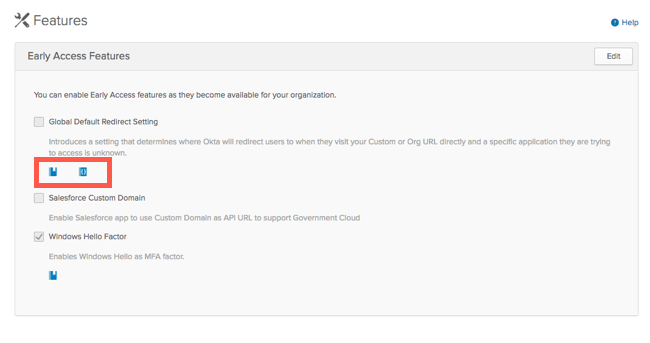 Features
Help
Early Access Features
Edit
You can enable Early Access features as they become available for your organization.
Global Default Redirect Setting
Introduces a setting that determines where Okta will redirect users to when they visit your Custom or Org URL directly and a specific application they are trying
to access is unknown.
Salesforce Custom Domain
Enable Salesforce app to use Custom Domain as API URL to support Government Cloud
Windows Hello Factor
Enables Windows Hello as MFA factor.